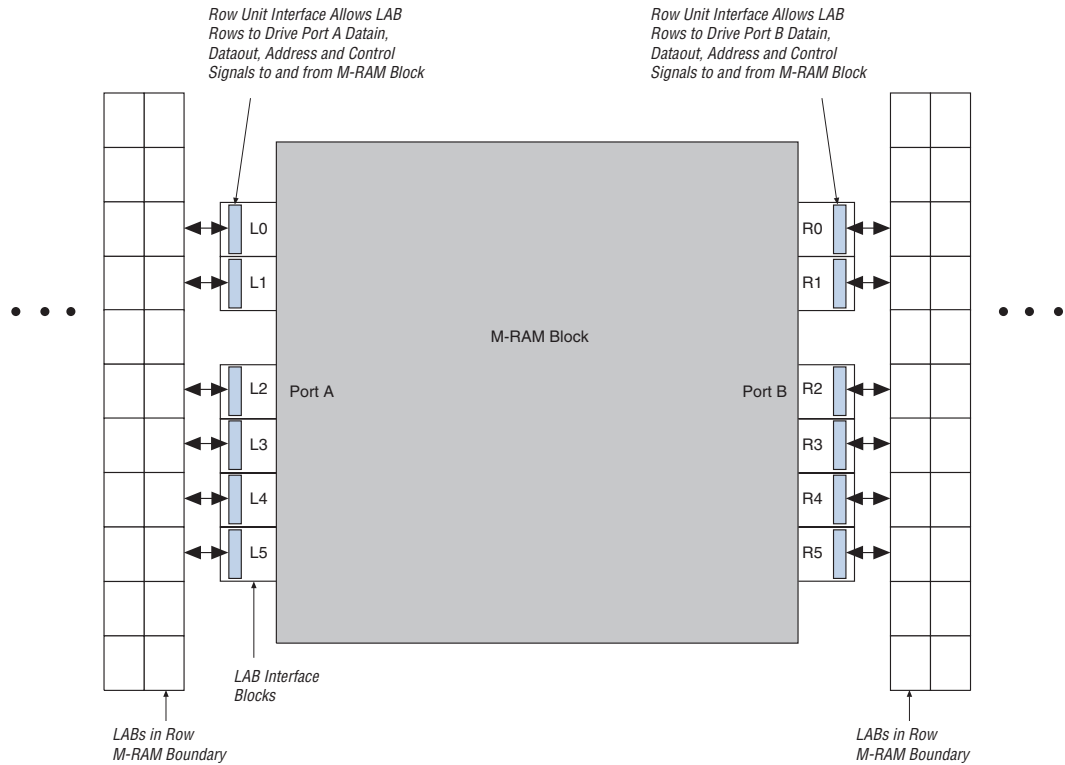 Row Unit Interface Allows LAB
Rows to Drive Port A Datain,
Dataout, Address and Control
Signals to and from M-RAM Block
Row Unit Interface Allows LAB
Rows to Drive Port B Datain,
Dataout, Address and Control
Signals to and from M-RAM Block
L0
R0
L1
R1
M-RAM Block
L2
Port A
Port B
R2
L3
R3
L4
R4
L5
R5
LAB Interface
Blocks
LABs in Row
M-RAM Boundary
LABs in Row
M-RAM Boundary